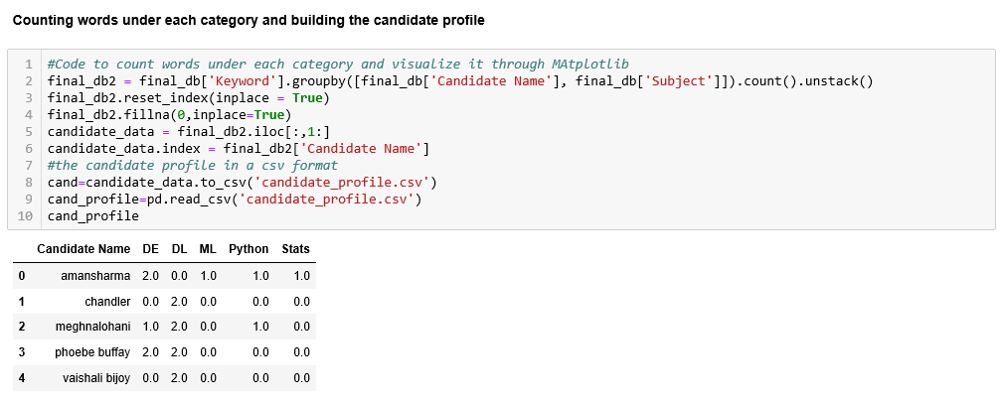 Counting words under each category and building the candidate profile
1 #Code to count words under each category and visualize it through MAtplotlib
2 final_db2 = final_db['Keyword'].groupby([final_db['Candidate Name'], final_db['Subject']]).count().unstack()
3 final_db2.reset_index(inplace = True)
4 final_db2.fillna(0,inplace=True)
5 candidate_data = final_db2.iloc[:,1:]
6 candidate_data.index = final_db2['Candidate Name']
7 #the candidate profile in a csv format
8 cand=candidate_data.to_csv('candidate_profile.csv')
9 cand_profile=pd.read_csv('candidate_profile.csv')
10 cand_profile
Candidate Name DE DL ML Python Stats
0 amansharma 2.0 0.0 1.0 1.0 1.0
1 chandler 0.0 2.0 0.0 0.0 0.0
2 meghnalohani 1.0 2.0 0.0 1.0 0.0
3 phoebe buffay 2.0 2.0 0.0 0.0 0.0
4 vaishali bijoy 0.0 2.0 0.0 0.0 0.0